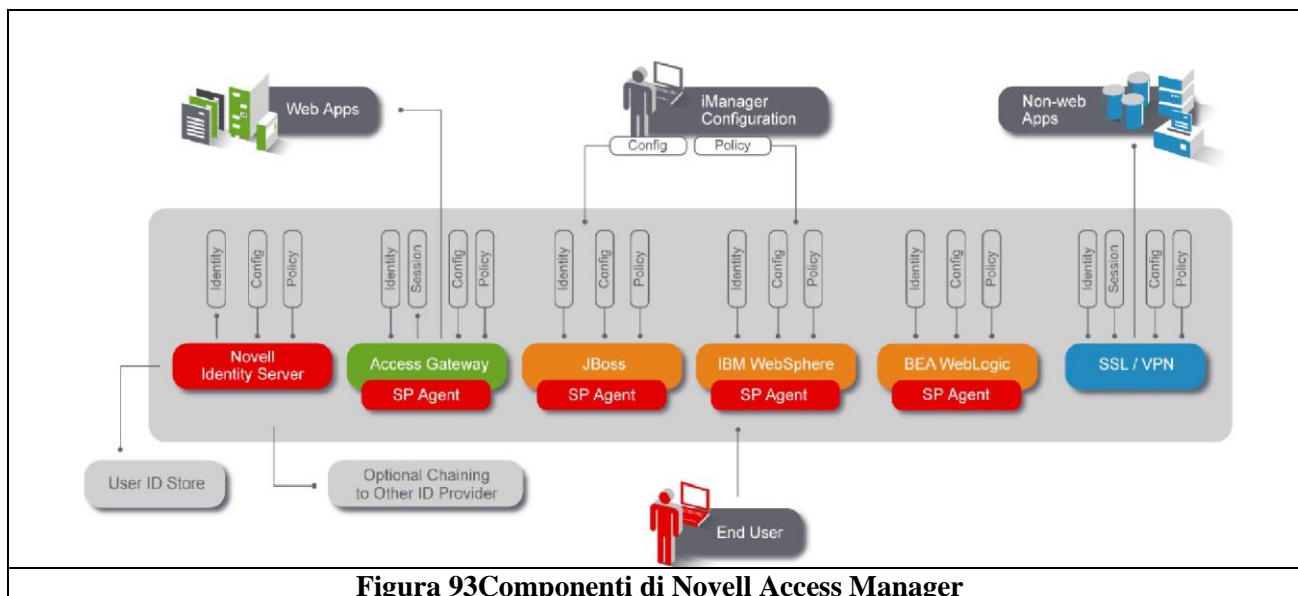 Web Apps
iManager
Configuration
Config
Policy
Non-web
Apps
Identity
Config
Policy
Identity
Session
Config
Policy
Identity
Config
Policy
Identity
Config
Policy
Identity
Config
Policy
Identity
Session
Config
Policy
Novell
Identity Server
Access Gateway
SP Agent
JBoss
SP Agent
IBM WebSphere
SP Agent
BEA WebLogic
SP Agent
SSL / VPN
User ID Store
Optional Chaining
to Other ID Provider
End User
Figura 93Componenti di Novell Access Manager